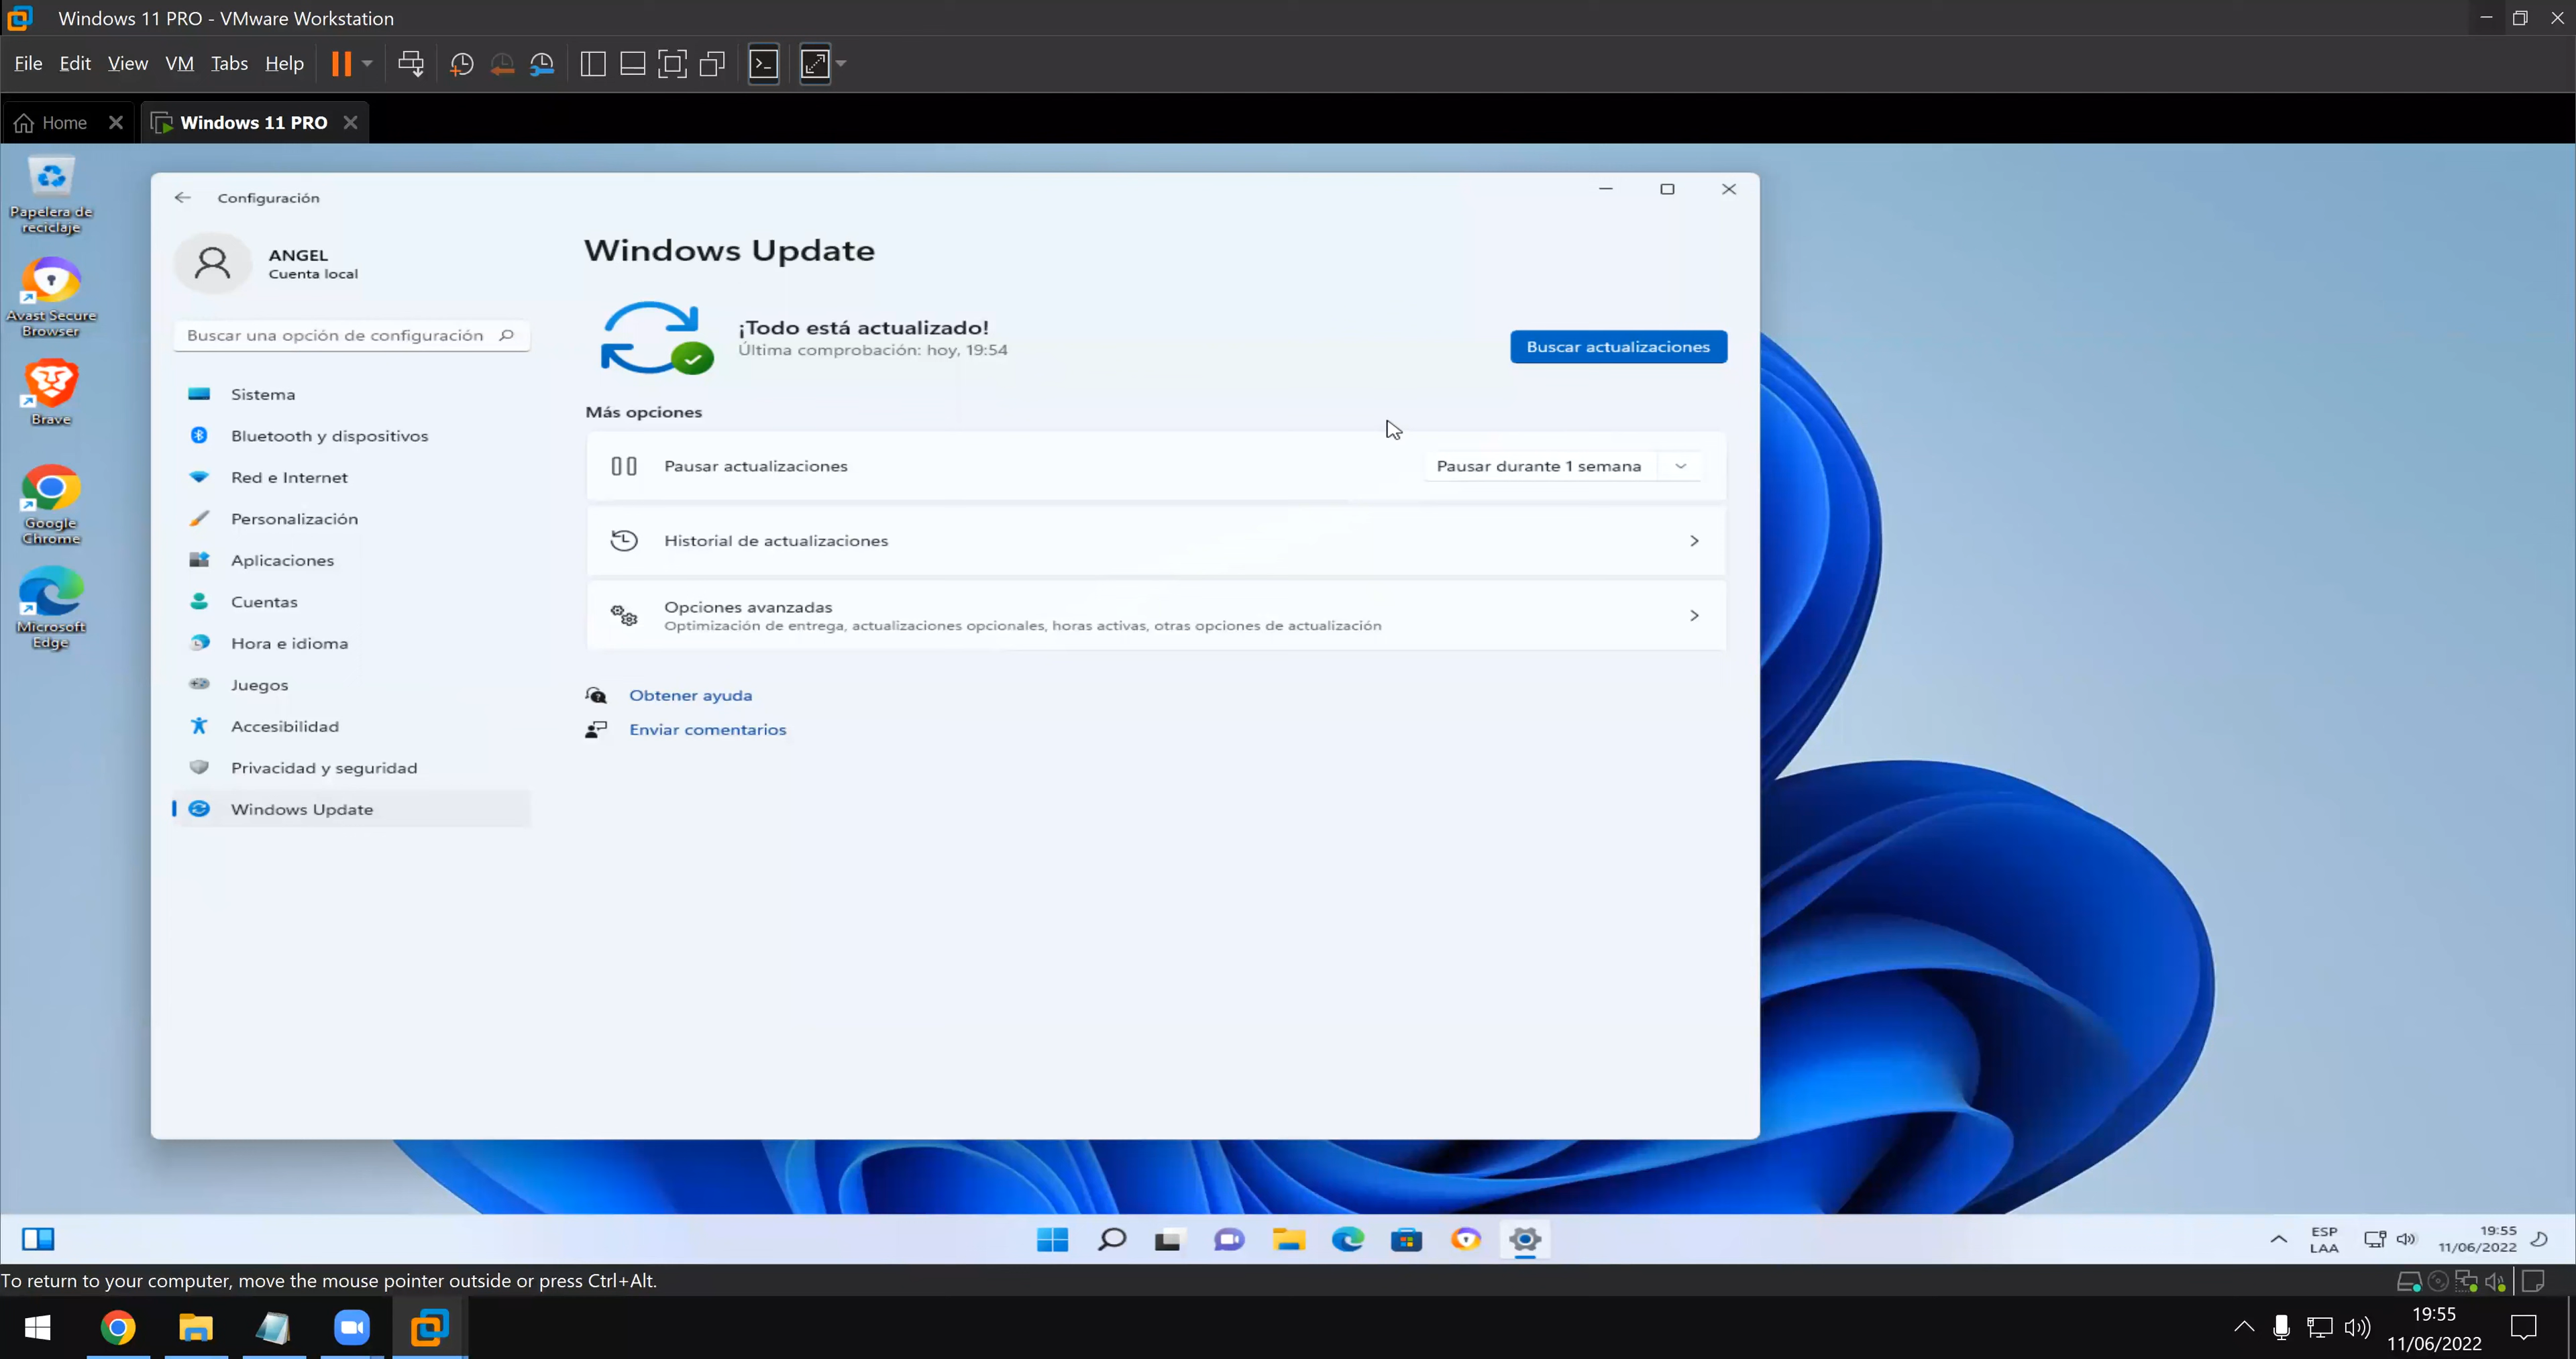 Windows 11 PRO - VMware Workstation
File Edit View VM Tabs Help
Home Windows 11 PRO
Papelera de
reciclaje
Avast Secure
Browser
Brave
Google
Chrome
Microsoft
Edge
Configuración
ANGEL
Cuenta local
Buscar una opción de configuración
Sistema
Bluetooth y dispositivos
Red e Internet
Personalización
Aplicaciones
Cuentas
Hora e idioma
Juegos
Accesibilidad
Privacidad y seguridad
Windows Update
Windows Update
¡Todo está actualizado!
Última comprobación: hoy, 19:54
Buscar actualizaciones
Más opciones
Pausar actualizaciones
Pausar durante 1 semana
Historial de actualizaciones
Opciones avanzadas
Optimización de entrega, actualizaciones opcionales, horas activas, otras opciones de actualización
Obtener ayuda
Enviar comentarios
ESP
LAA
19:55
11/06/2022
To return to your computer, move the mouse pointer outside or press Ctrl+Alt.
19:55
11/06/2022